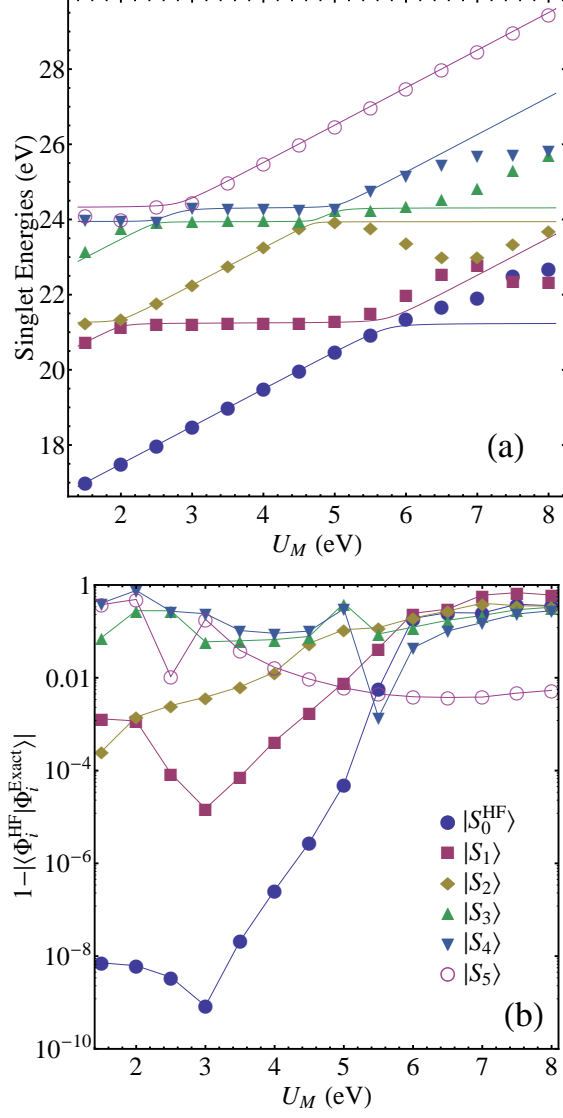 28
26
24
22
20
18
Singlet Energies (eV)
(a)
2 3 4 5 6 7 8
U_M (eV)
1
0.01
10^{-4}
10^{-6}
10^{-8}
10^{-10}
1-|⟨Φ_i^{HF}|Φ_i^{Exact}⟩|
|S_0^{HF}⟩
|S_1⟩
|S_2⟩
|S_3⟩
|S_4⟩
|S_5⟩
(b)
2 3 4 5 6 7 8
U_M (eV)